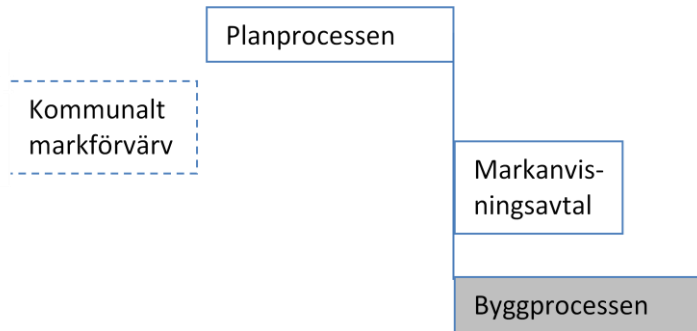 Planprocessen
Kommunalt
markförvärv
Markanvis-
ningsavtal
Byggprocessen